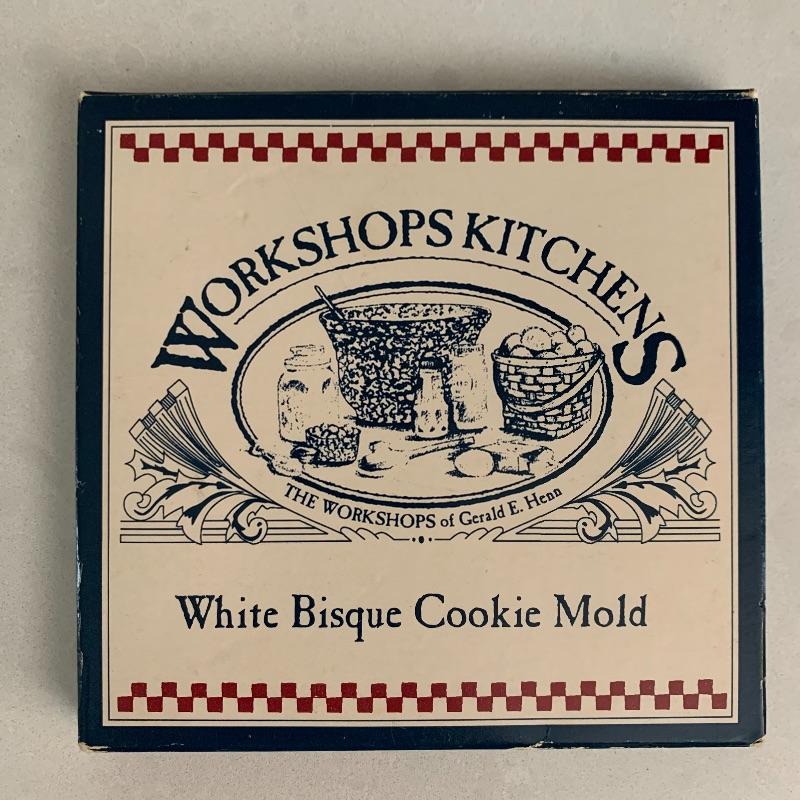 WORKSHOPS KITCHENS
THE WORKSHOPS of Gerald E. Henn
White Bisque Cookie Mold